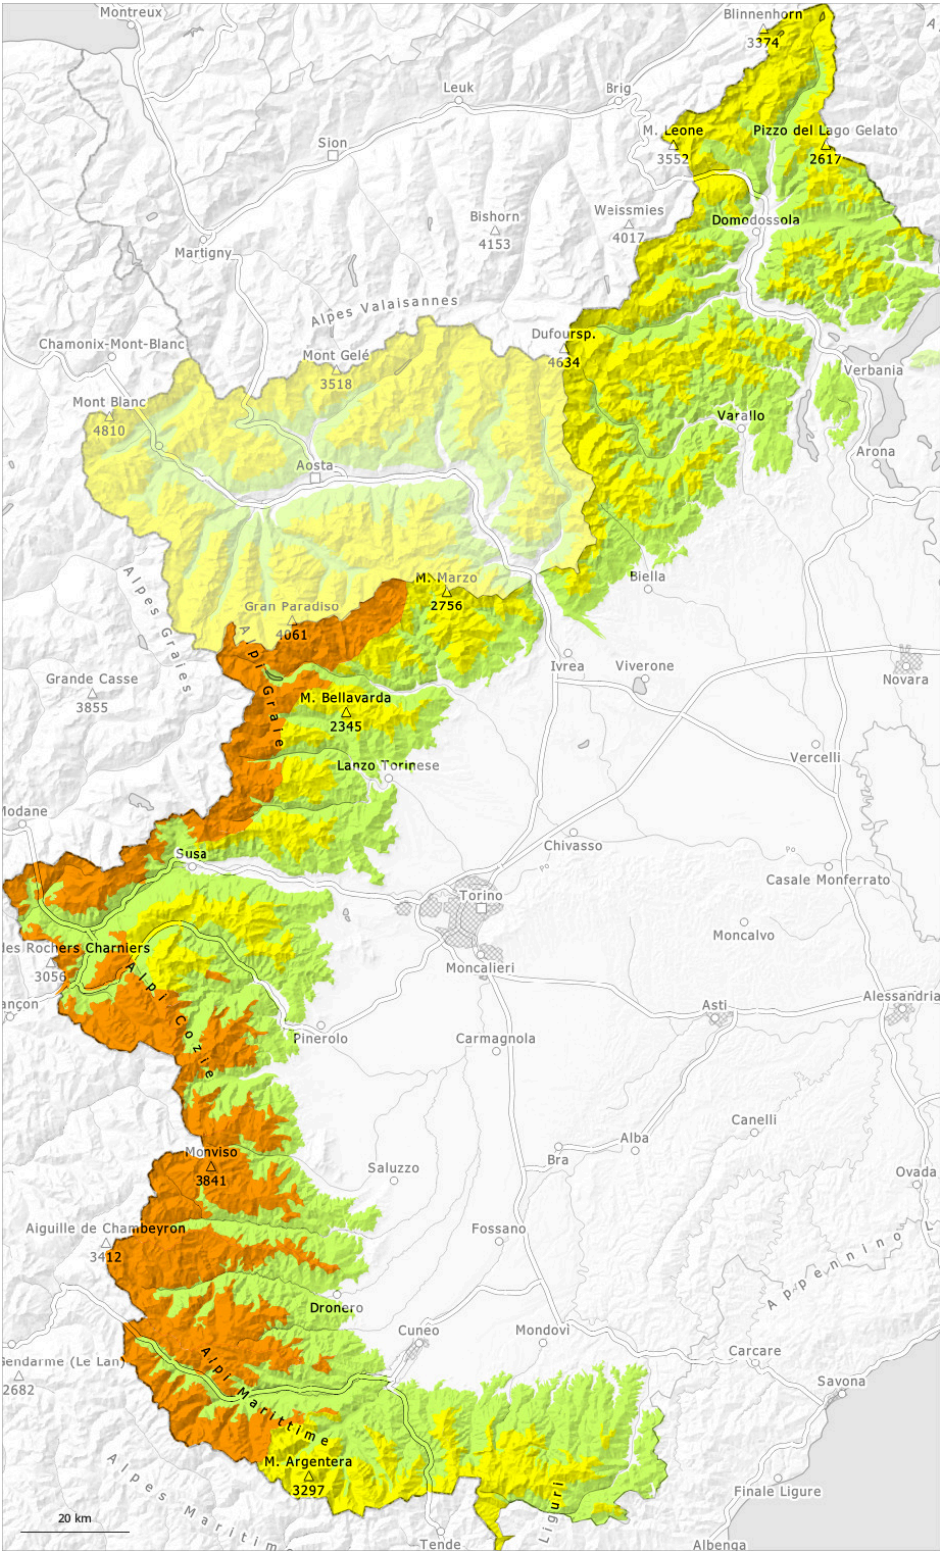 Montreux
Blinnenhorn
3374
Leuk
Brig
Sion
M. Leone
3552
Pizzo del Lago Gelato
2617
Bishorn
4153
Weissmies
4017
Domodossola
Martigny
Alpes Valaisannes
Chamonix-Mont-Blanc
Mont Gelé
3518
Dufoursp.
4634
Verbania
Mont Blanc
4810
Varallo
Aosta
Arona
Alpes Graies
M. Marzo
2756
Biella
Gran Paradiso
4061
Alpi Graie
Ivrea
Viverone
Novara
Grande Casse
3855
M. Bellavarda
2345
Vercelli
Lanzo Torinese
Modane
Chivasso
Susa
Po
Po
Casale Monferrato
Torino
Moncalvo
les Rochers Charniers
3056
Moncalieri
Alpi Cozie
ançon
Asti
Alessandria
Pinerolo
Carmagnola
Canelli
Alba
Monviso
3841
Bra
Saluzzo
Ovada
Aiguille de Chambeyron
3412
Fossano
Appennino L
Dronero
Cuneo
Mondovì
Carcare
Gendarme (Le Lan
2682
Alpi Marittime
Savona
M. Argentera
3297
Liguri
Finale Ligure
Alpes Maritim
20 km
Tende
Albenga